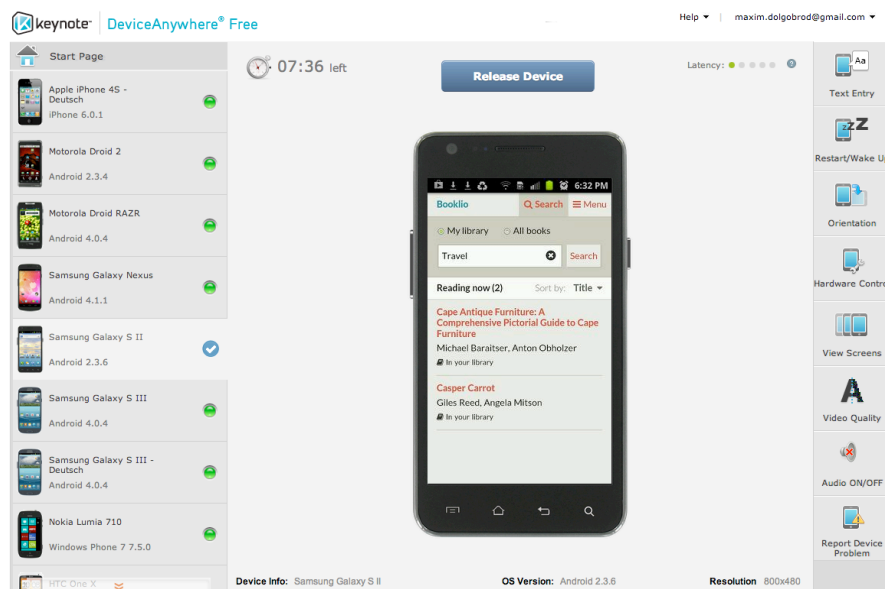 keynote™ DeviceAnywhere® Free
Help
maxim.dolgobrod@gmail.com
Start Page
Apple iPhone 4S -
Deutsch
iPhone 6.0.1
Motorola Droid 2
Android 2.3.4
Motorola Droid RAZR
Android 4.0.4
Samsung Galaxy Nexus
Android 4.1.1
Samsung Galaxy S II
Android 2.3.6
Samsung Galaxy S III
Android 4.0.4
Samsung Galaxy S III -
Deutsch
Android 4.0.4
Nokia Lumia 710
Windows Phone 7 7.5.0
HTC One X
07:36 left
Release Device
Latency:
6:32 PM
Booklio
Search
Menu
My library
All books
Travel
Search
Reading now (2)
Sort by: Title
Cape Antique Furniture: A
Comprehensive Pictorial Guide to Cape
Furniture
Michael Baraitser, Anton Obholzer
In your library
Casper Carrot
Giles Reed, Angela Mitson
In your library
Device Info: Samsung Galaxy S II
OS Version: Android 2.3.6
Resolution 800x480
Aa
Text Entry
zzZ
Restart/Wake U
Orientation
Hardware Contro
View Screens
Video Quality
Audio ON/OFF
Report Device
Problem